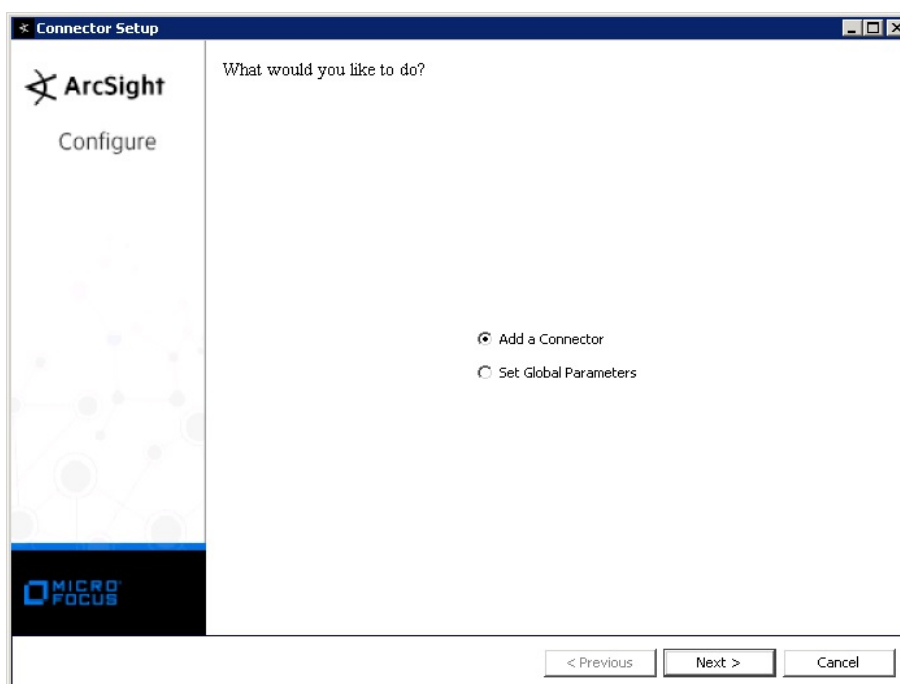 Connector Setup
ArcSight
Configure
What would you like to do?
Add a Connector
Set Global Parameters
MICRO
FOCUS
< Previous
Next >
Cancel